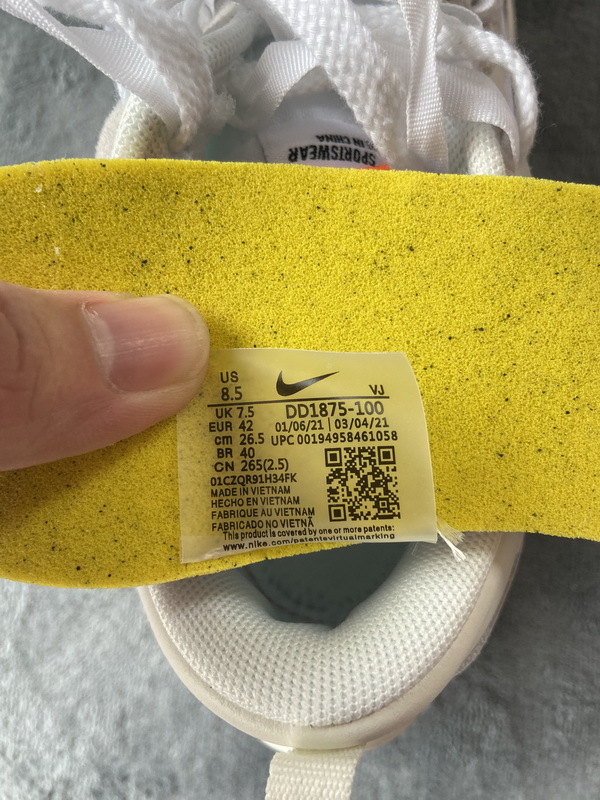 SPORTSWEAR
IN CHINA
US
8.5
VJ
UK 7.5 DD1875-100
EUR 42 01/06/21 | 03/04/21
cm 26.5 UPC 00194958461058
BR 40
CN 265(2.5)
01CZQR91H34FK
MADE IN VIETNAM
HECHO EN VIETNAM
FABRIQUE AU VIETNAM
FABRICADO NO VIETNÃ
This product is covered by one or more patents:
www.nike.com/patentsvirtualmarking